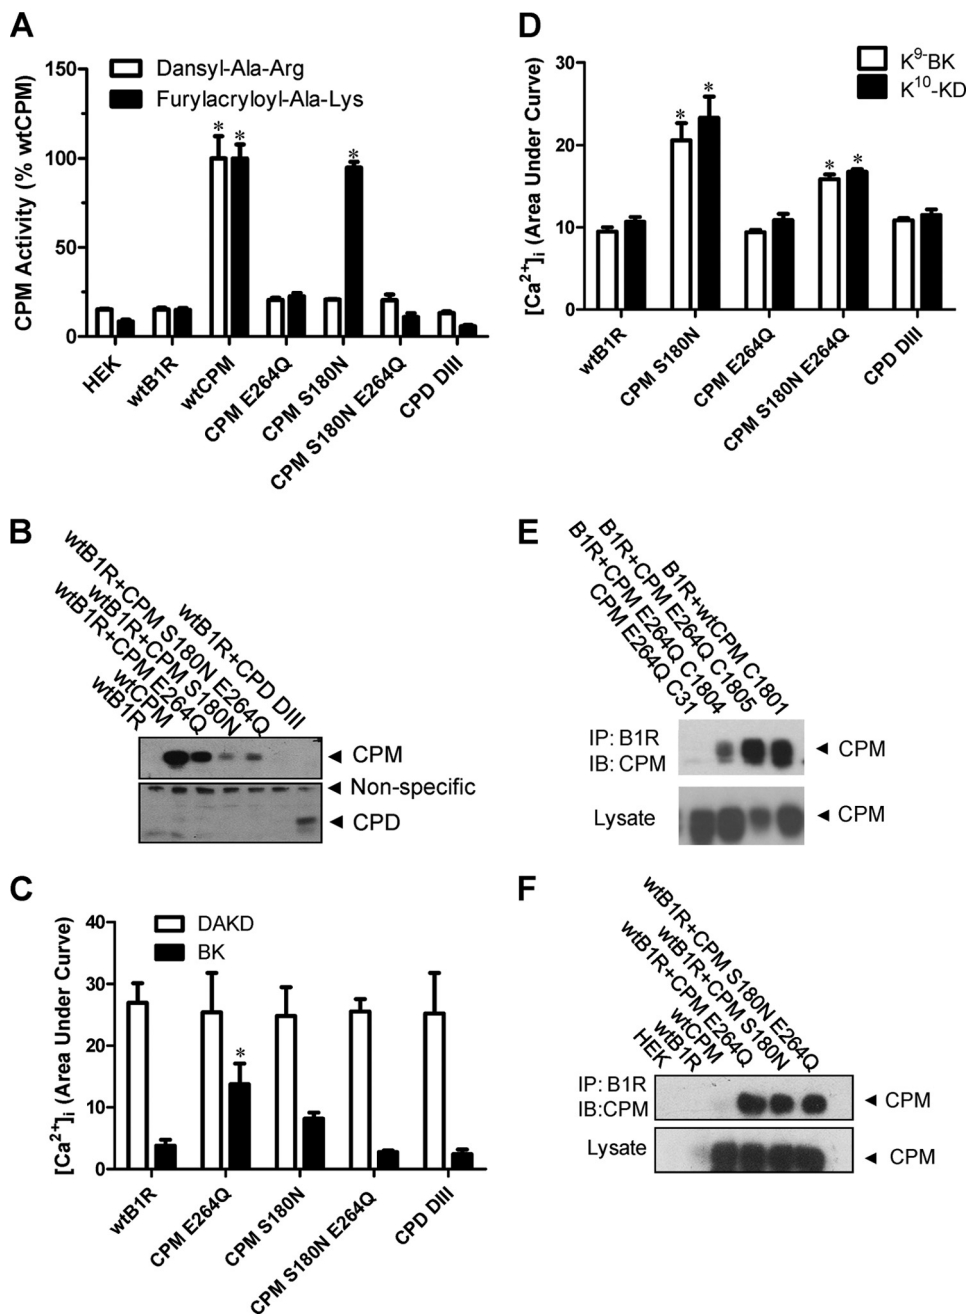 A
Dansyl-Ala-Arg
Furylacryloyl-Ala-Lys
CPM Activity (% wtCPM)
150
100
50
0
*
*
*
HEK
wtB1R
wtCPM
CPM E264Q
CPM S180N
CPM S180N E264Q
CPD DIII
D
K9-BK
K10-KD
[Ca2+]i (Area Under Curve)
30
20
10
0
*
*
*
*
wtB1R
CPM S180N
CPM E264Q
CPM S180N E264Q
CPD DIII
B
wtB1R
wtCPM
wtB1R+CPM E264Q
wtB1R+CPM S180N
wtB1R+CPM S180N E264Q
wtB1R+CPD DIII
CPM
Non-specific
CPD
E
CPM E264Q C31
B1R+CPM E264Q C1804
B1R+CPM E264Q C1805
B1R+wtCPM C1801
IP: B1R
IB: CPM
CPM
Lysate
CPM
C
DAKD
BK
[Ca2+]i (Area Under Curve)
40
30
20
10
0
*
wtB1R
CPM E264Q
CPM S180N
CPM S180N E264Q
CPD DIII
F
HEK
wtB1R
wtCPM
wtB1R+CPM E264Q
wtB1R+CPM S180N
wtB1R+CPM S180N E264Q
IP: B1R
IB:CPM
CPM
Lysate
CPM